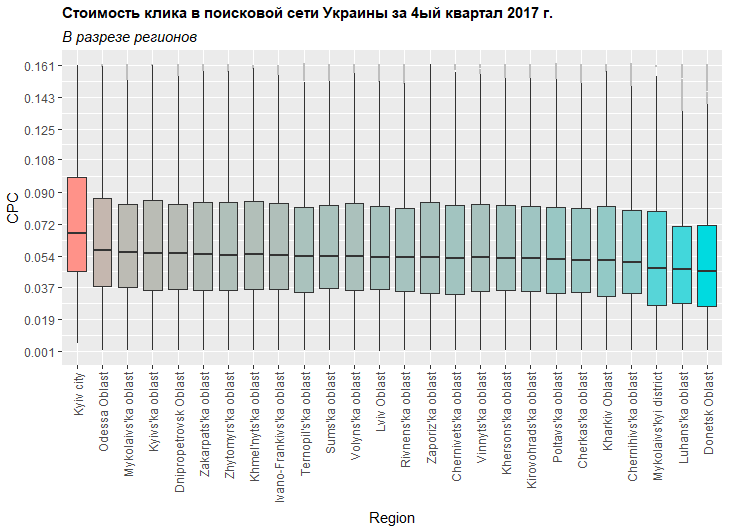 Стоимость клика в поисковой сети Украины за 4ый квартал 2017 г.
В разрезе регионов
CPC
0.161
0.143
0.125
0.108
0.090
0.072
0.054
0.037
0.019
0.001
Kyiv city
Odessa Oblast
Mykolaivs'ka oblast
Kyivs'ka oblast
Dnipropetrovsk Oblast
Zakarpats'ka oblast
Zhytomyrs'ka oblast
Khmel'nyts'ka oblast
Ivano-Frankivs'ka oblast
Ternopil's'ka oblast
Sums'ka oblast
Volyns'ka oblast
Lviv Oblast
Rivnens'ka oblast
Zaporiz'ka oblast
Chernivets'ka oblast
Vinnyts'ka oblast
Khersons'ka oblast
Kirovohrads'ka oblast
Poltavs'ka oblast
Cherkas'ka oblast
Kharkiv Oblast
Chernihivs'ka oblast
Mykolaivs'kyi district
Luhans'ka oblast
Donetsk Oblast
Region